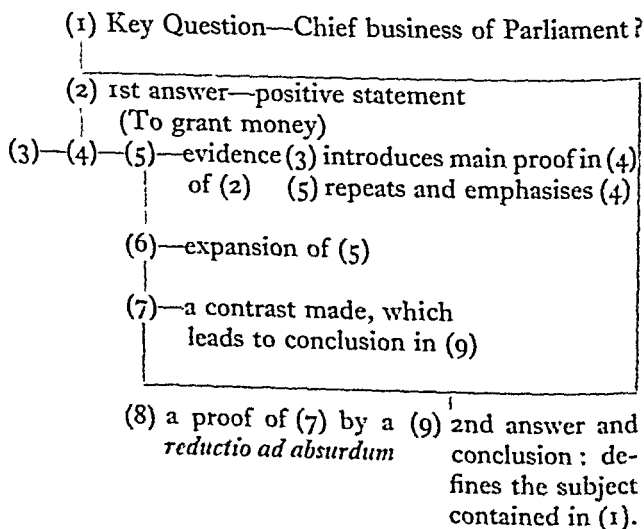 (1) Key Question—Chief business of Parliament?
(2) 1st answer—positive statement
(To grant money)
(3)—(4)—(5)—evidence (3) introduces main proof in (4)
of (2) (5) repeats and emphasises (4)
(6)—expansion of (5)
(7)—a contrast made, which
leads to conclusion in (9)
(8) a proof of (7) by a (9) 2nd answer and
reductio ad absurdum conclusion : de-
fines the subject
contained in (1).